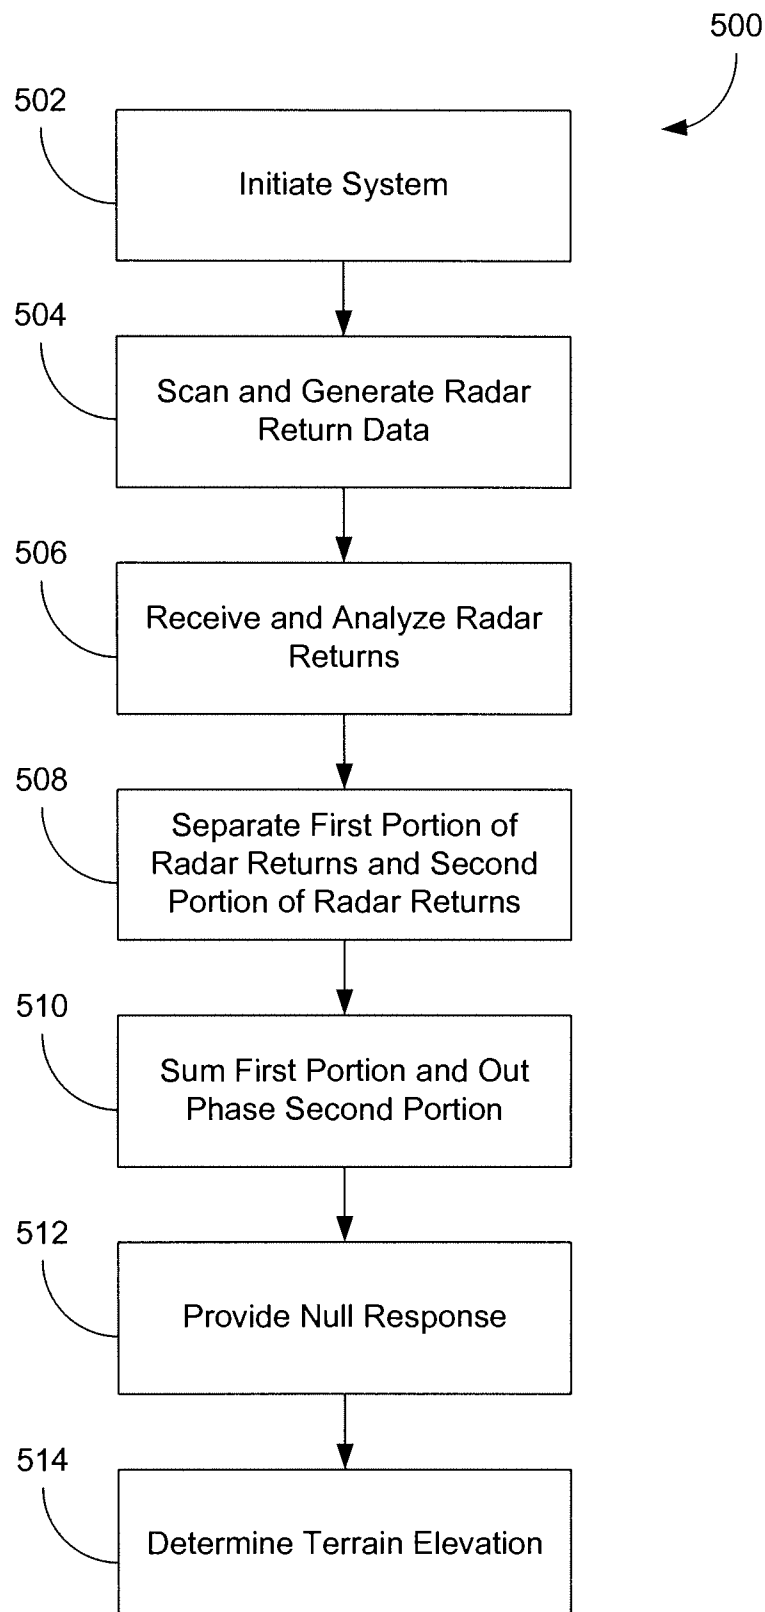 500
502
Initiate System
504
Scan and Generate Radar
Return Data
506
Receive and Analyze Radar
Returns
508
Separate First Portion of
Radar Returns and Second
Portion of Radar Returns
510
Sum First Portion and Out
Phase Second Portion
512
Provide Null Response
514
Determine Terrain Elevation